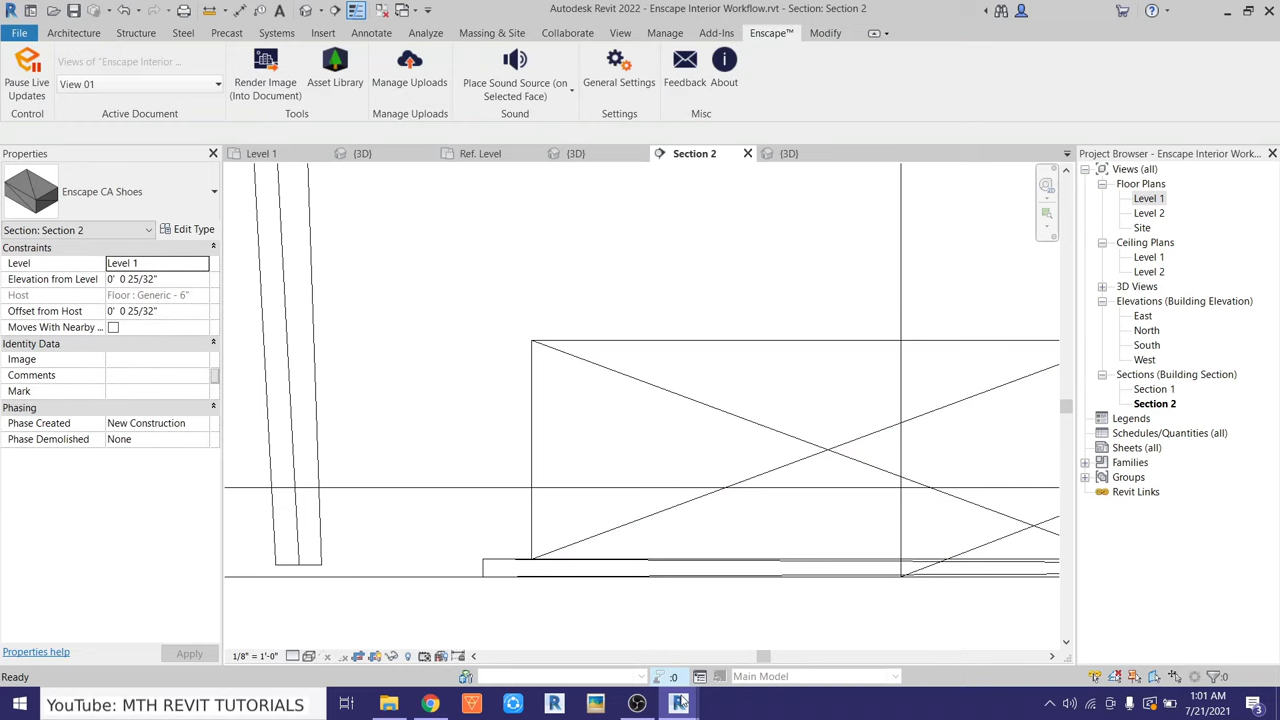 Autodesk Revit 2022 - Enscape Interior Workflow.rvt - Section: Section 2
File Architecture Structure Steel Precast Systems Insert Annotate Analyze Massing & Site Collaborate View Manage Add-Ins Enscape™ Modify
Views of "Enscape Interior ...
View 01
Pause Live Updates
Render Image (Into Document)
Asset Library
Manage Uploads
Place Sound Source (on Selected Face)
General Settings
Feedback
About
Control Active Document Tools Manage Uploads Sound Settings Misc
Properties
Level 1 {3D} Ref. Level {3D} Section 2 {3D}
Project Browser - Enscape Interior Work...
Enscape CA Shoes
Section: Section 2
Edit Type
Constraints
Level Level 1
Elevation from Level 0' 0 25/32"
Host Floor : Generic - 6"
Offset from Host 0' 0 25/32"
Moves With Nearby ...
Identity Data
Image
Comments
Mark
Phasing
Phase Created New Construction
Phase Demolished None
Properties help
Apply
Views (all)
Floor Plans
Level 1
Level 2
Site
Ceiling Plans
Level 1
Level 2
3D Views
Elevations (Building Elevation)
East
North
South
West
Sections (Building Section)
Section 1
Section 2
Legends
Schedules/Quantities (all)
Sheets (all)
Families
Groups
Revit Links
1/8" = 1'-0"
Ready
:0
Main Model
:0
YouTube: MTH REVIT TUTORIALS
1:01 AM
7/21/2021